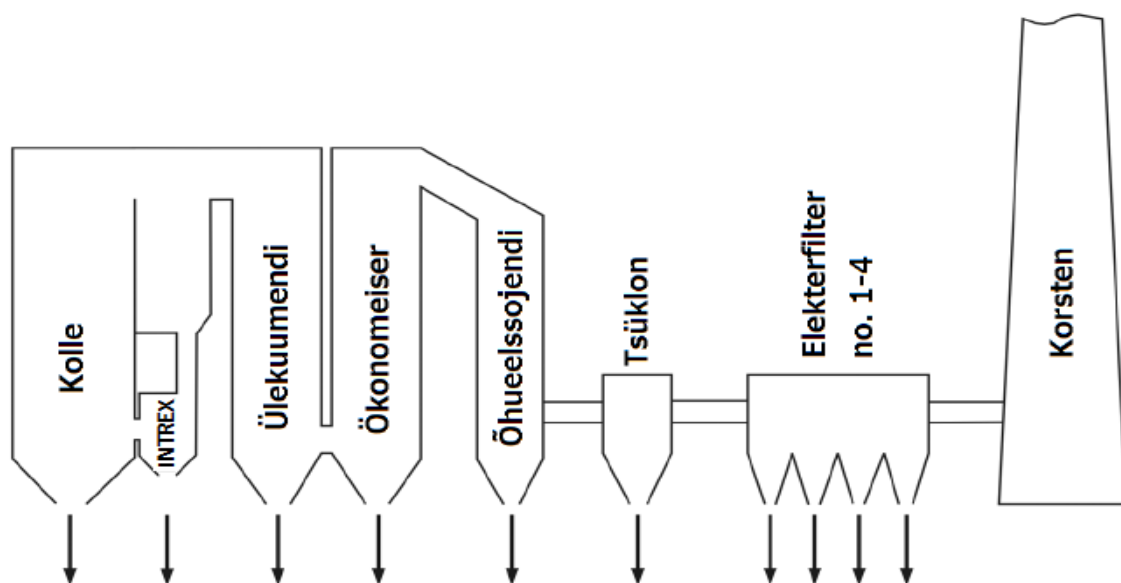 Kolle
INTREX
Ülekuumendi
Ökonomeiser
Õhueelssojendi
Tsüklon
Elekterfilter
no. 1-4
Korsten